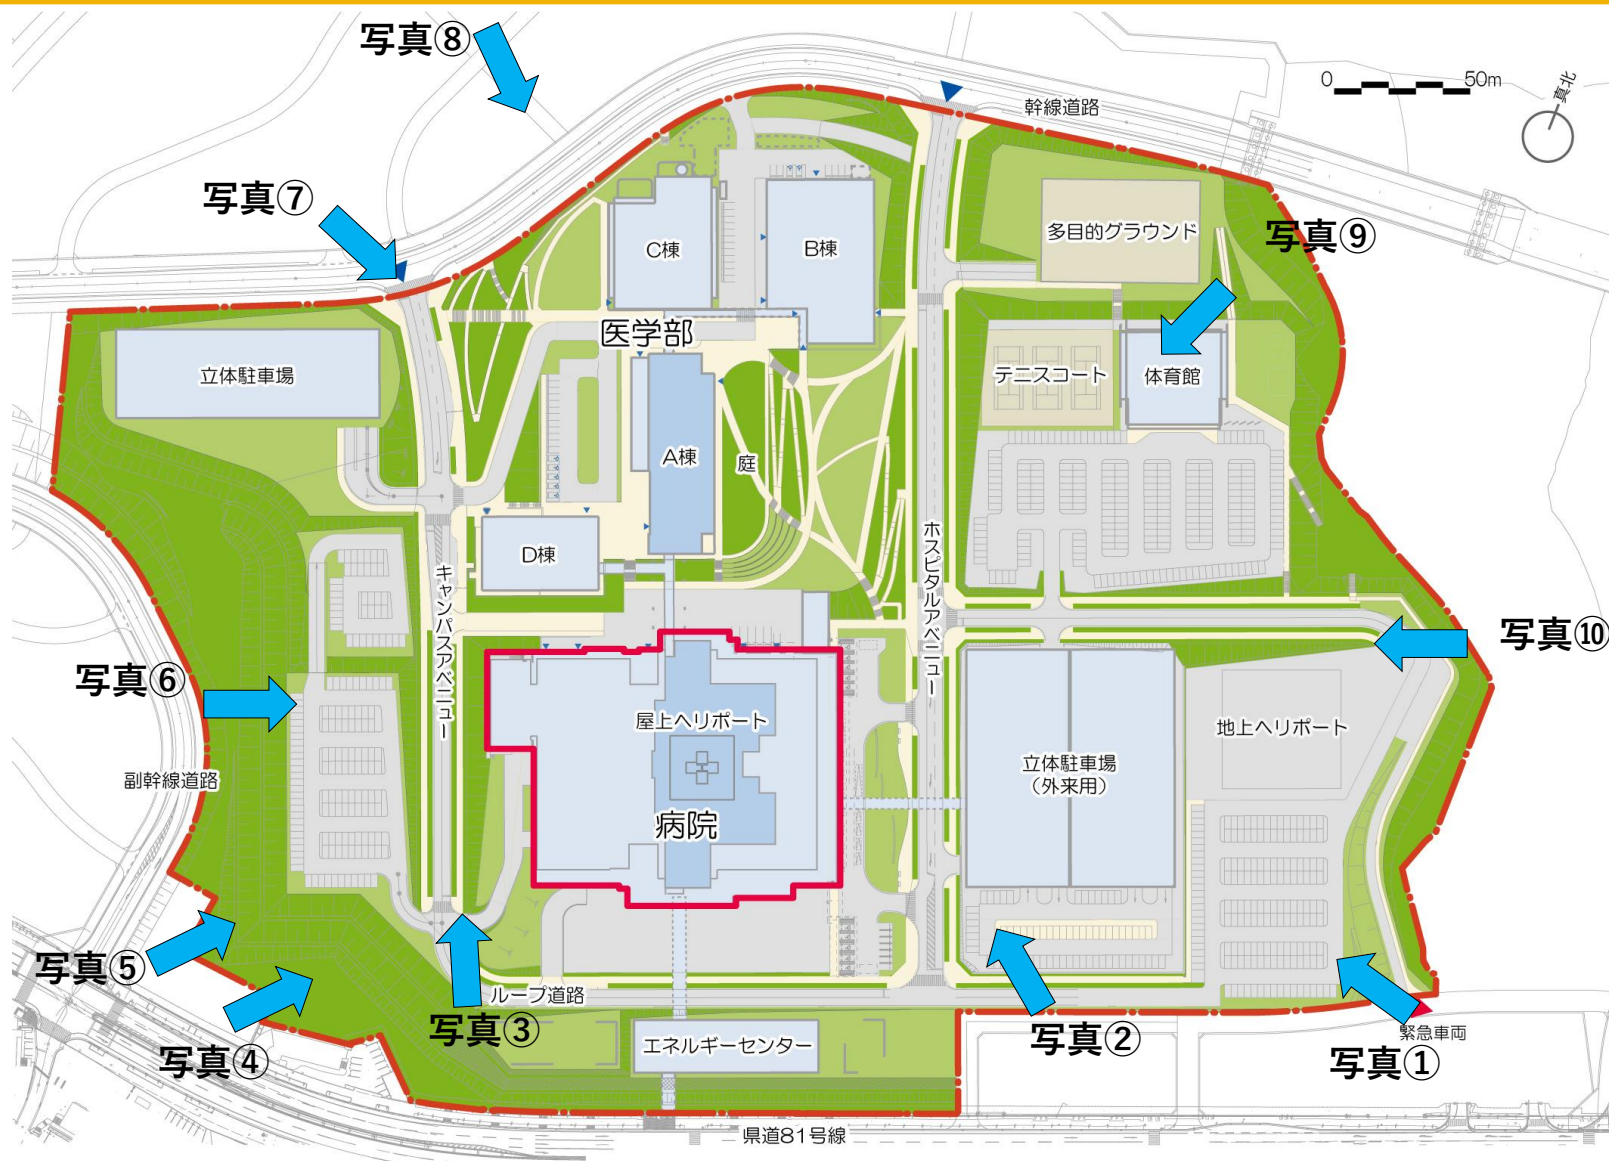 写真⑧
0 50m
真北
幹線道路
写真⑦
C棟
B棟
多目的グラウンド
写真⑨
医学部
立体駐車場
テニスコート
体育館
A棟
庭
D棟
ホスピタルアベニュー
キャンパスアベニュー
写真⑩
写真⑥
屋上ヘリポート
地上ヘリポート
副幹線道路
立体駐車場
(外来用)
病院
写真⑤
ループ道路
写真③
写真②
緊急車両
写真④
エネルギーセンター
写真①
県道81号線